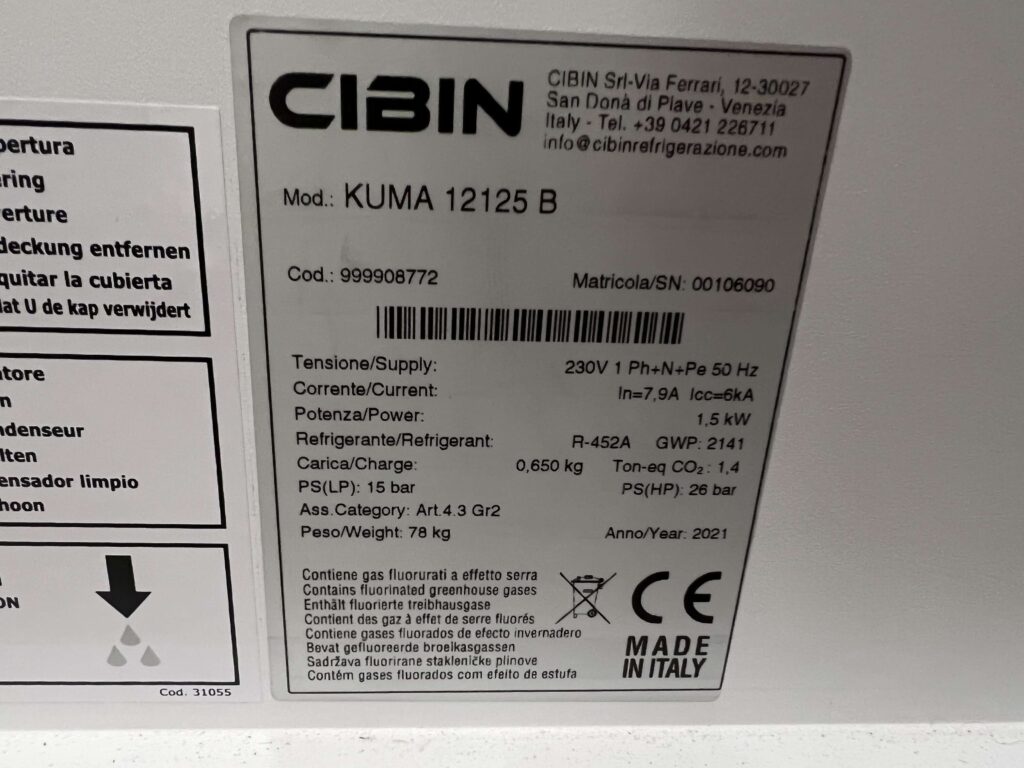 pertura
ring
erture
deckung entfernen
quitar la cubierta
dat U de kap verwijdert
atore
n
ndenseur
lten
ensador limpio
hoon
ON
Cod. 31055
CIBIN
CIBIN Srl-Via Ferrari, 12-30027
San Donà di Piave - Venezia
Italy - Tel. +39 0421 226711
info@cibinrefrigerazione.com
Mod.: KUMA 12125 B
Cod.: 999908772 Matricola/SN: 00106090
Tensione/Supply: 230V 1 Ph+N+Pe 50 Hz
Corrente/Current: In=7,9A Icc=6kA
Potenza/Power: 1,5 kW
Refrigerante/Refrigerant: R-452A GWP: 2141
Carica/Charge: 0,650 kg Ton-eq CO₂: 1,4
PS(LP): 15 bar PS(HP): 26 bar
Ass.Category: Art.4.3 Gr2
Peso/Weight: 78 kg Anno/Year: 2021
Contiene gas fluorurati a effetto serra
Contains fluorinated greenhouse gases
Enthält fluorierte treibhausgase
Contient des gaz à effet de serre fluorés
Contiene gases fluorados de efecto invernadero
Bevat gefluoreerde broeikasgassen
Sadržava fluorirane stakleničke plinove
Contém gases fluorados com efeito de estufa
CE
MADE
IN ITALY